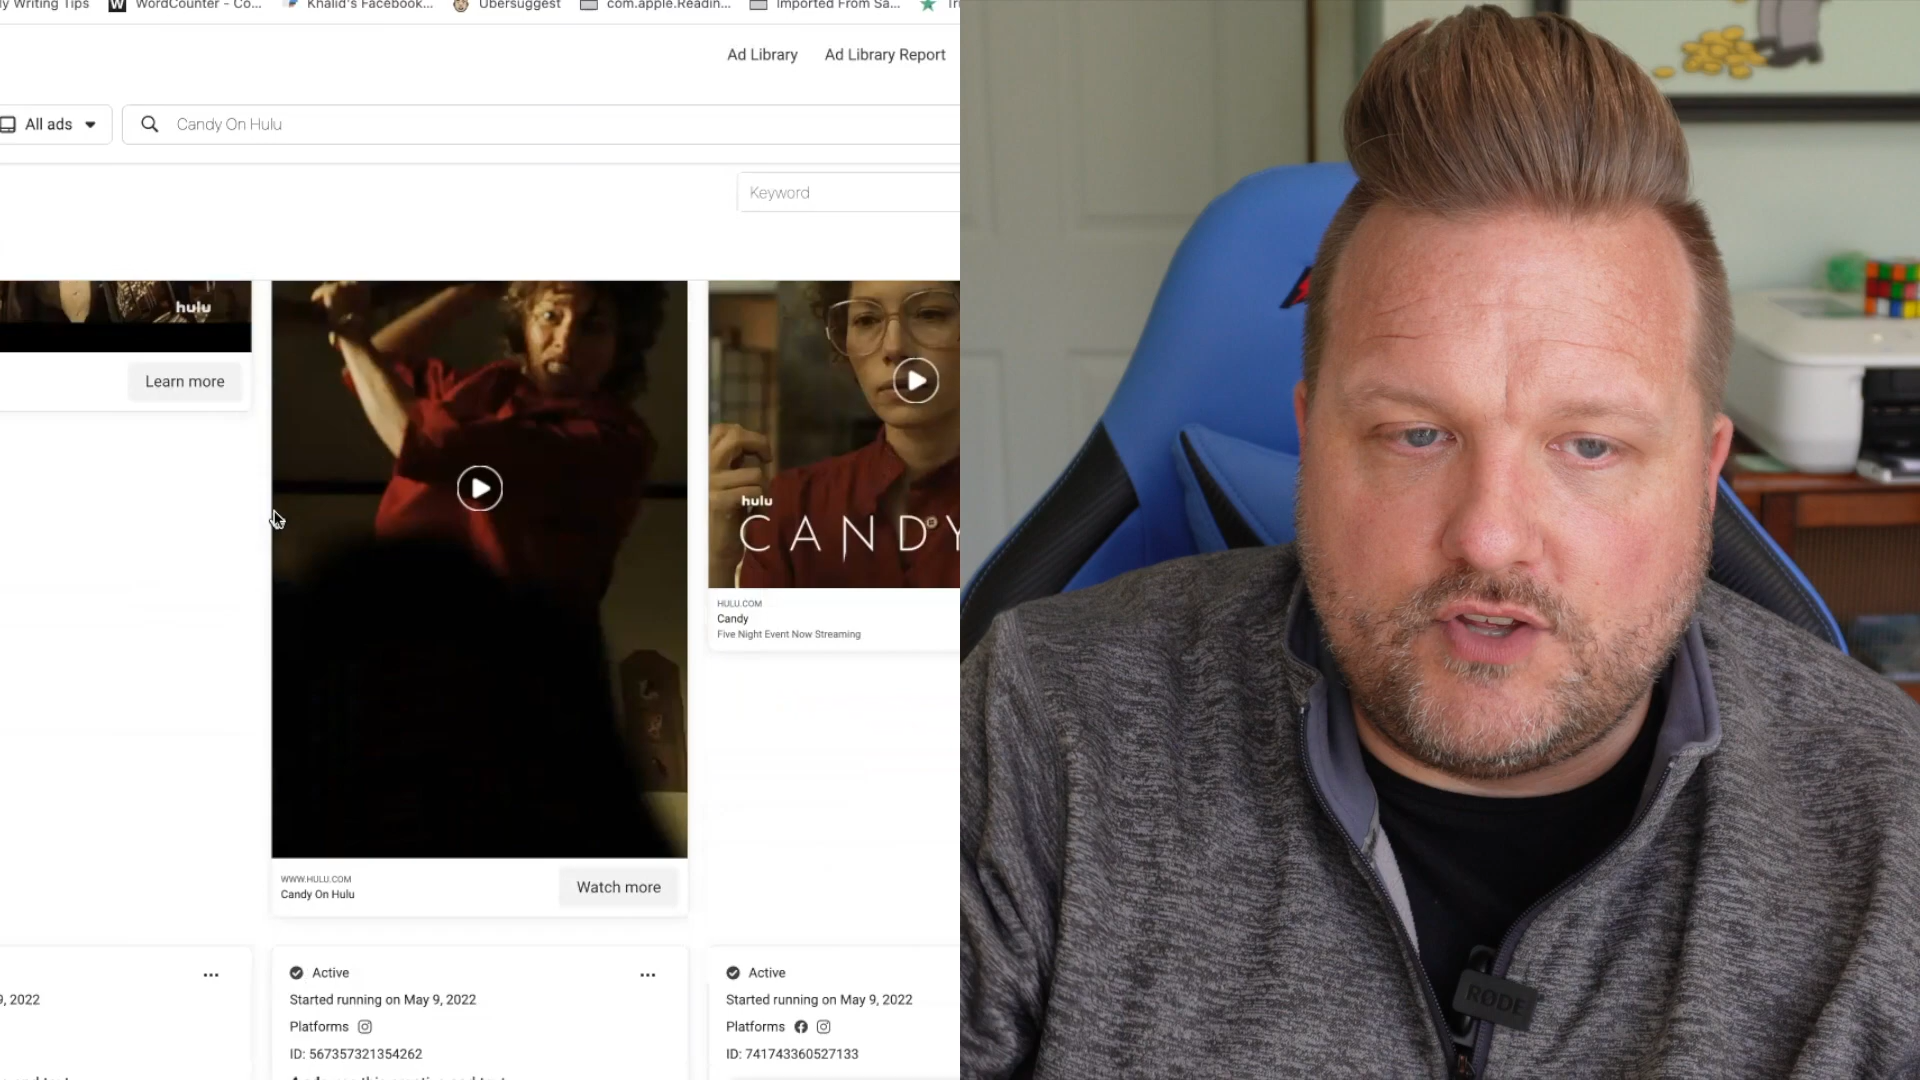 y Writing Tips
WordCounter - Co...
Khalid's Facebook...
Ubersuggest
com.apple.Readin...
Imported From Sa...
Ad Library
Ad Library Report
All ads
Candy On Hulu
Keyword
hulu
Learn more
hulu
CANDY
HULU.COM
Candy
Five Night Event Now Streaming
WWW.HULU.COM
Candy On Hulu
Watch more
9, 2022
Active
Started running on May 9, 2022
Platforms
ID: 567357321354262
Active
Started running on May 9, 2022
Platforms
ID: 741743360527133
RODE